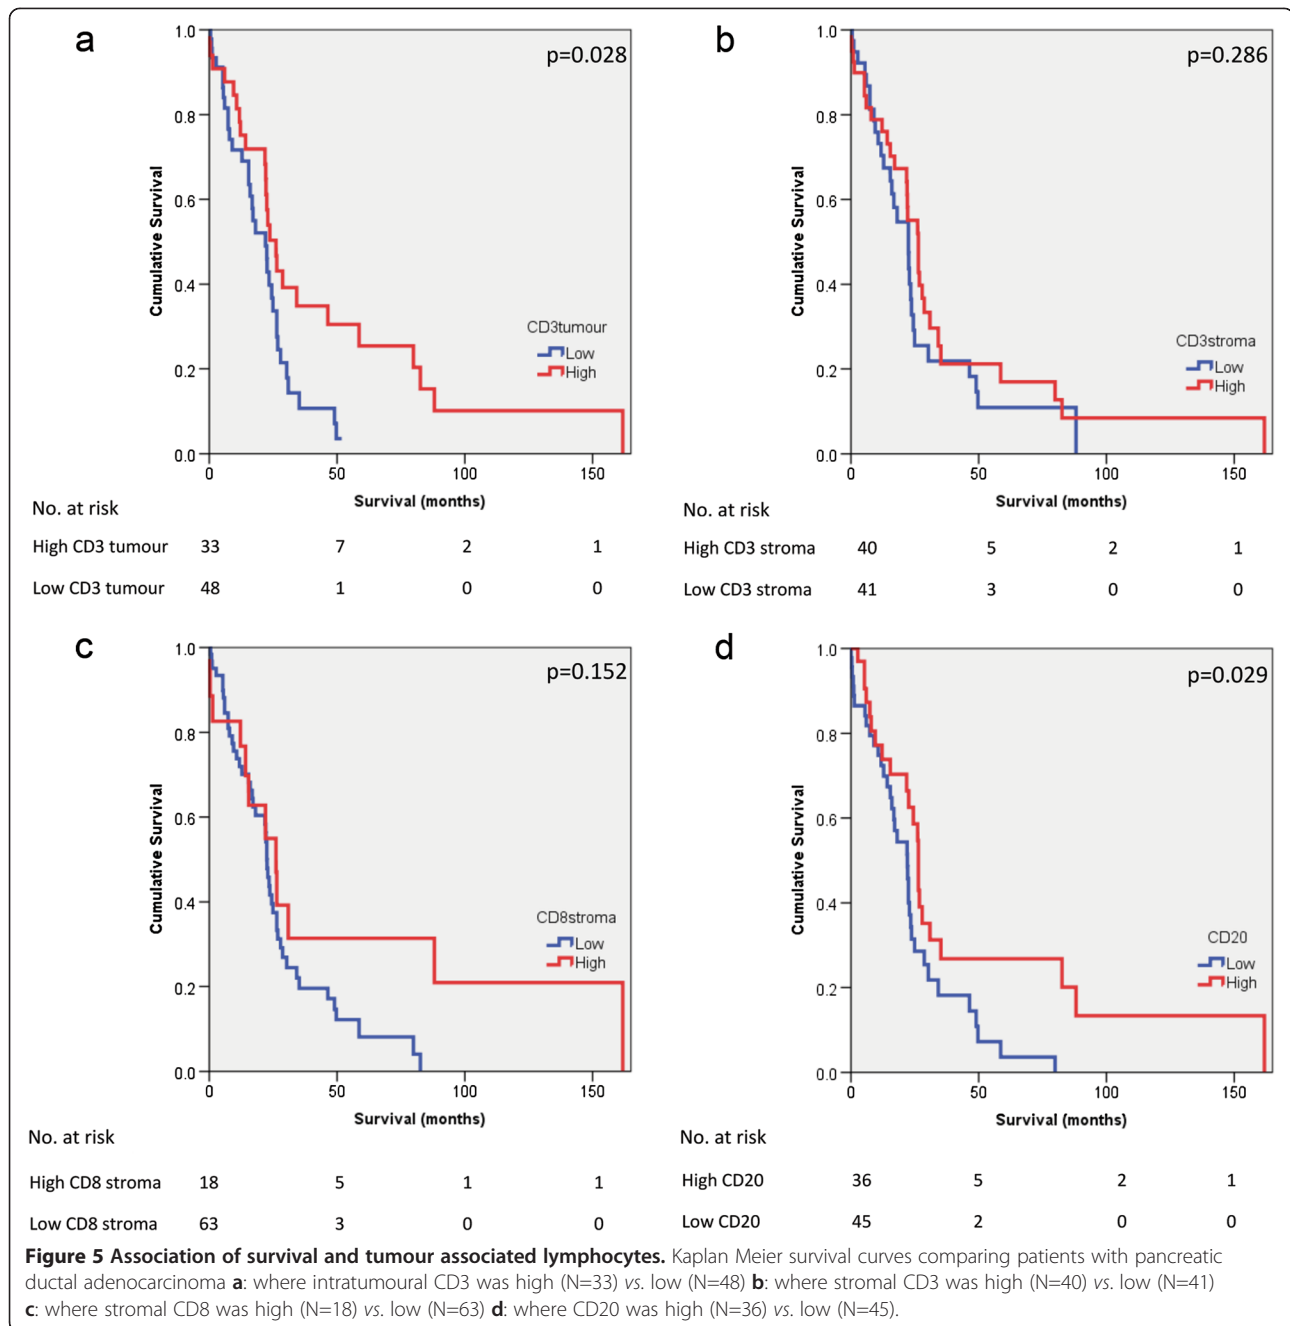 a
p=0.028
1.0
0.8
0.6
0.4
0.2
0.0
Cumulative Survival
CD3tumour
Low
High
0 50 100 150
Survival (months)
No. at risk
High CD3 tumour 33 7 2 1
Low CD3 tumour 48 1 0 0
b
p=0.286
1.0
0.8
0.6
0.4
0.2
0.0
Cumulative Survival
CD3stroma
Low
High
0 50 100 150
Survival (months)
High CD3 stroma 40 5 2 1
Low CD3 stroma 41 3 0 0
No. at risk
c
p=0.152
1.0
0.8
0.6
0.4
0.2
0.0
Cumulative Survival
CD8stroma
Low
High
0 50 100 150
Survival (months)
No. at risk
High CD8 stroma 18 5 1 1
Low CD8 stroma 63 3 0 0
d
p=0.029
1.0
0.8
0.6
0.4
0.2
0.0
Cumulative Survival
CD20
Low
High
0 50 100 150
Survival (months)
No. at risk
High CD20 36 5 2 1
Low CD20 45 2 0 0
Figure 5 Association of survival and tumour associated lymphocytes. Kaplan Meier survival curves comparing patients with pancreatic
ductal adenocarcinoma a: where intratumoural CD3 was high (N=33) vs. low (N=48) b: where stromal CD3 was high (N=40) vs. low (N=41)
c: where stromal CD8 was high (N=18) vs. low (N=63) d: where CD20 was high (N=36) vs. low (N=45).